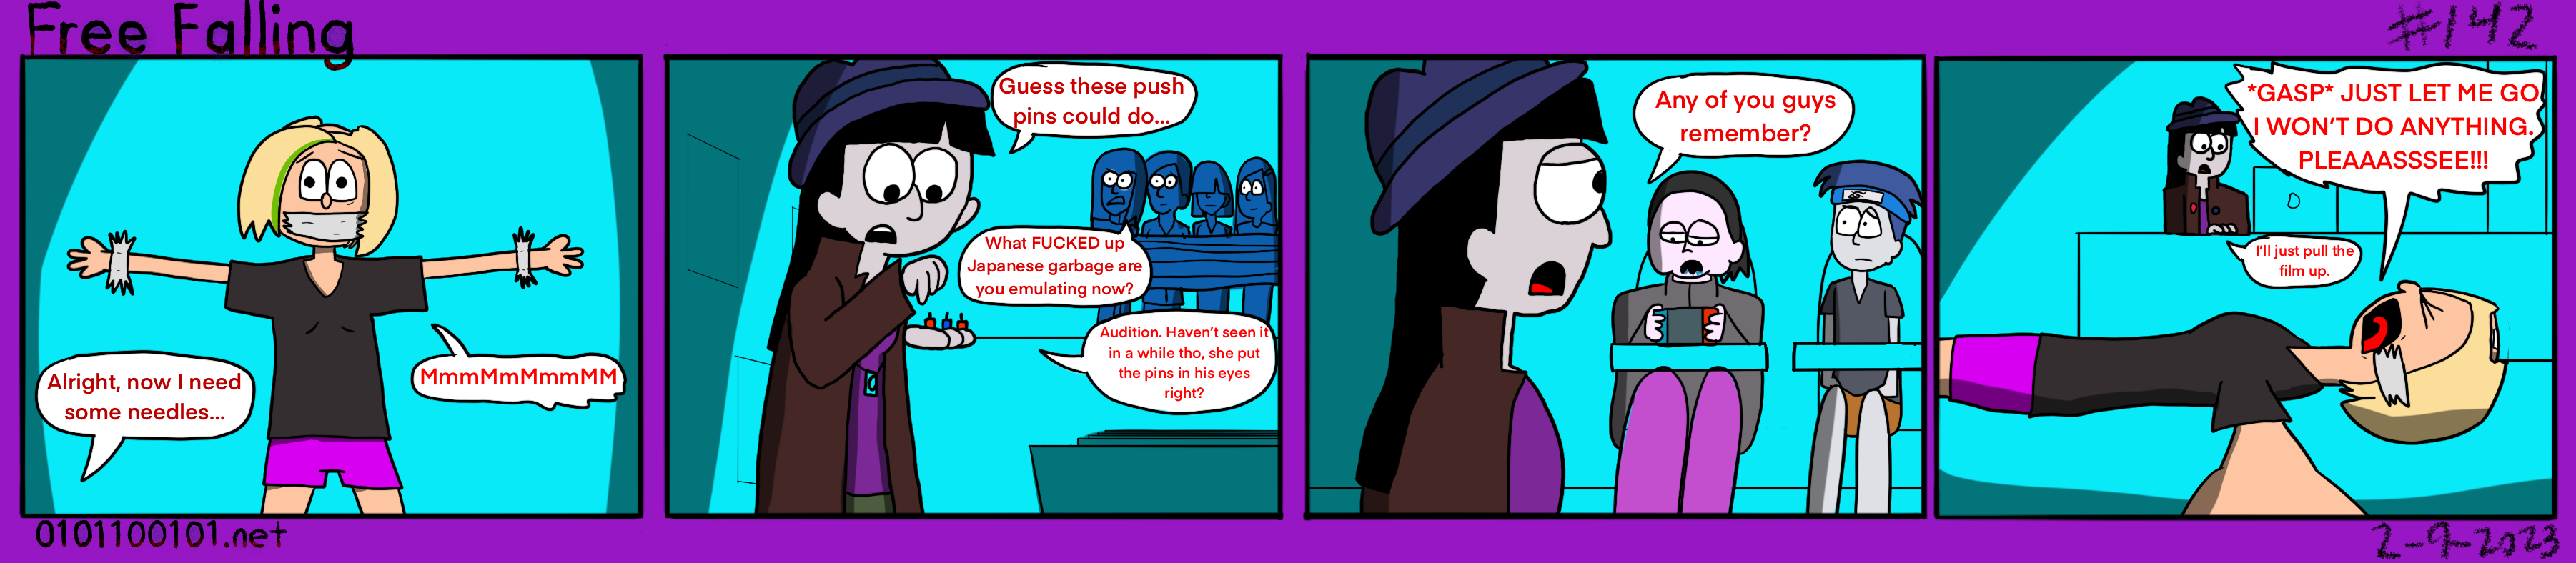 Free Falling
#142
Alright, now I need
some needles...
MmmMmMmmMM
Guess these push
pins could do...
What FUCKED up
Japanese garbage are
you emulating now?
Audition. Haven't seen it
in a while tho, she put
the pins in his eyes
right?
Any of you guys
remember?
*GASP* JUST LET ME GO
I WON'T DO ANYTHING.
PLEAAASSSEE!!!
I'll just pull the
film up.
0101100101.net
2-9-2023